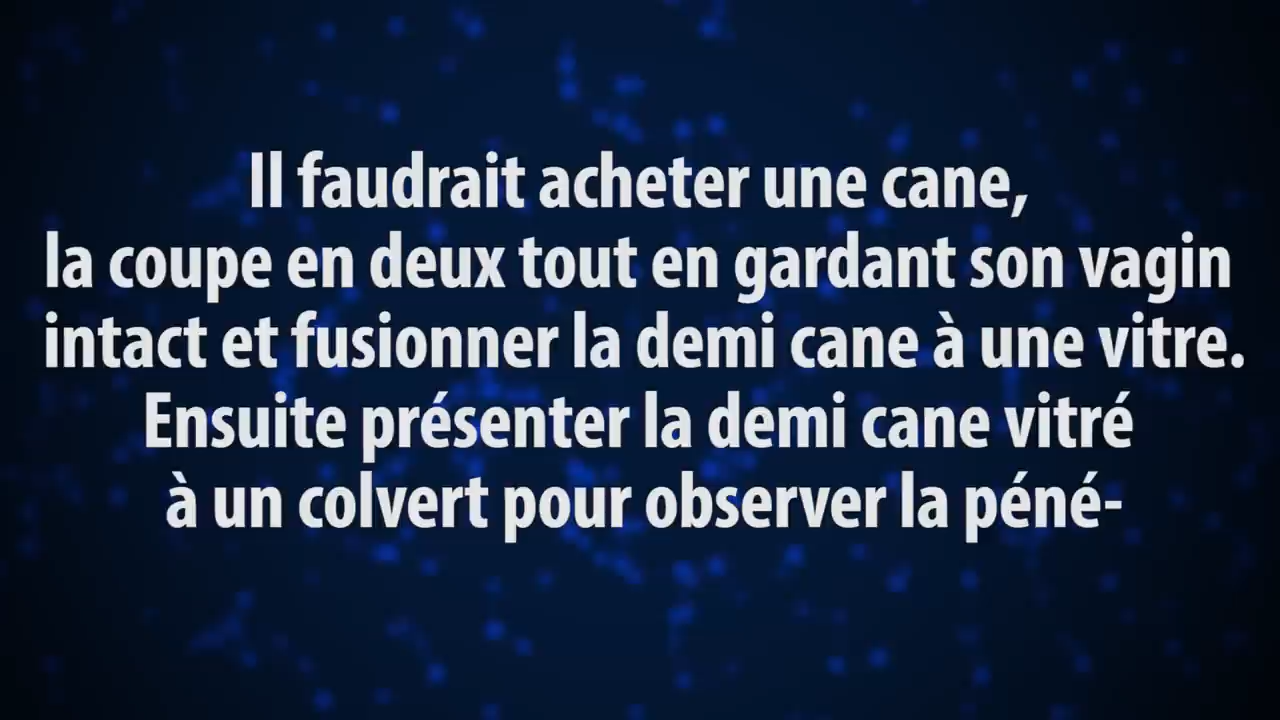 Il faudrait acheter une cane,
la coupe en deux tout en gardant son vagin
intact et fusionner la demi cane à une vitre.
Ensuite présenter la demi cane vitré
à un colvert pour observer la péné-